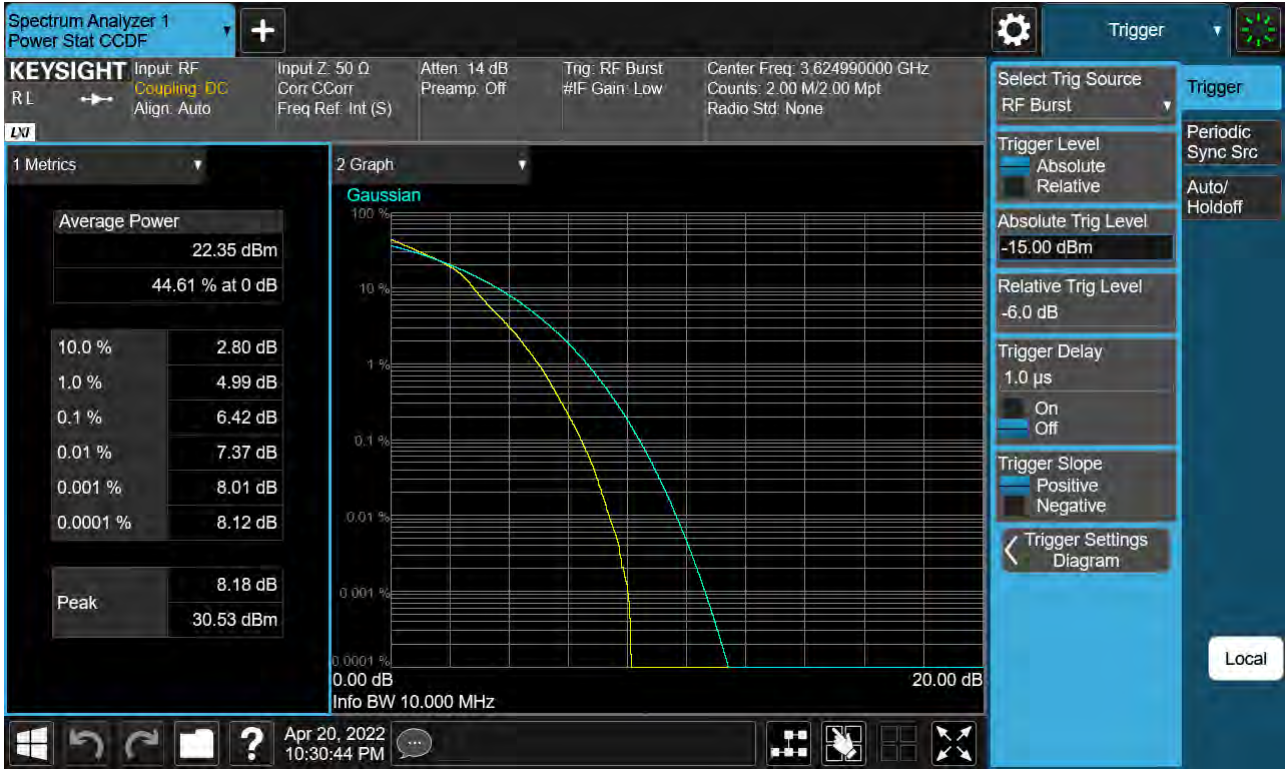 Spectrum Analyzer 1
Power Stat CCDF
+
Trigger
KEYSIGHT
R L
LXI
Input: RF
Coupling: DC
Align: Auto
Input Z: 50 Ω
Corr CCorr
Freq Ref: Int (S)
Atten: 14 dB
Preamp: Off
Trig: RF Burst
#IF Gain: Low
Center Freq: 3.624990000 GHz
Counts: 2.00 M/2.00 Mpt
Radio Std: None
1 Metrics
Average Power
22.35 dBm
44.61 % at 0 dB
10.0 % 2.80 dB
1.0 % 4.99 dB
0.1 % 6.42 dB
0.01 % 7.37 dB
0.001 % 8.01 dB
0.0001 % 8.12 dB
Peak
8.18 dB
30.53 dBm
2 Graph
Gaussian
100 %
10 %
1 %
0.1 %
0.01 %
0.001 %
0.0001 %
0.00 dB 20.00 dB
Info BW 10.000 MHz
Select Trig Source
RF Burst
Trigger Level
Absolute
Relative
Absolute Trig Level
-15.00 dBm
Relative Trig Level
-6.0 dB
Trigger Delay
1.0 µs
On
Off
Trigger Slope
Positive
Negative
Trigger Settings
Diagram
Trigger
Periodic
Sync Src
Auto/
Holdoff
Local
?
Apr 20, 2022
10:30:44 PM